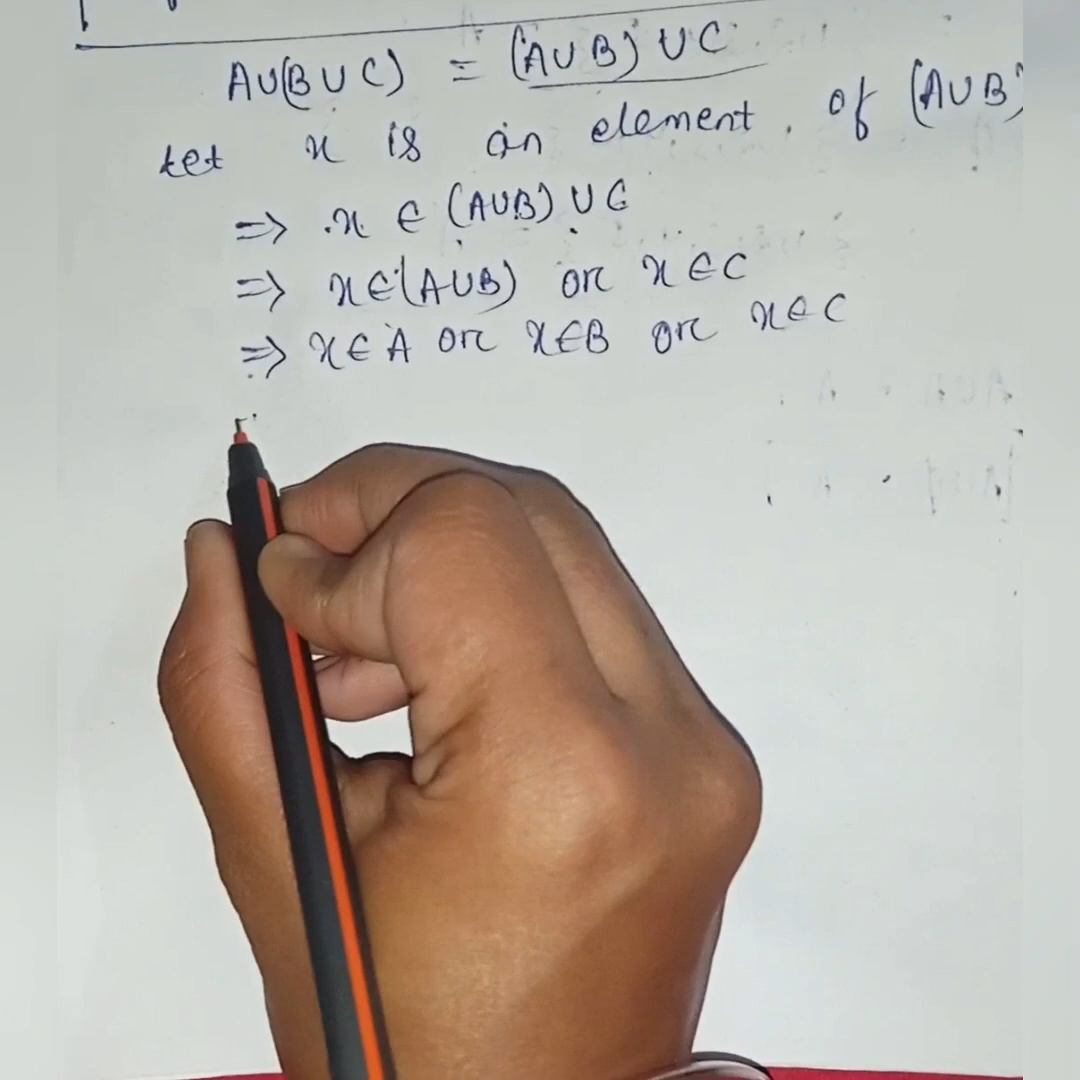 A∪(B∪C) = (A∪B)∪C
Let x is an element of (A∪B)
=> x ∈ (A∪B)∪C
=> x∈(A∪B) or x∈C
=> x∈A or x∈B or x∈C